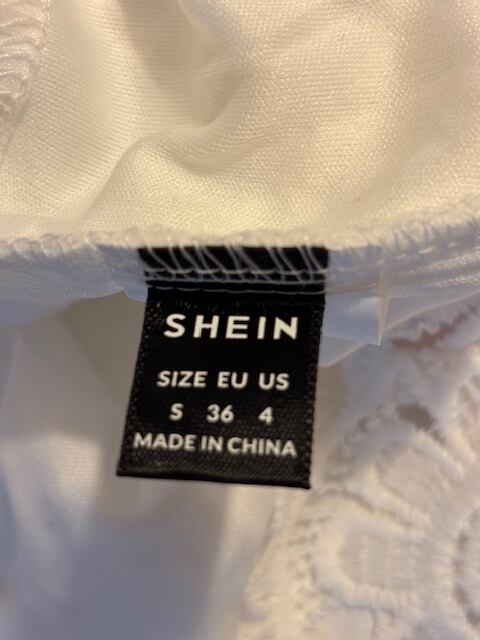 SHEIN
SIZE EU US
S 36 4
MADE IN CHINA